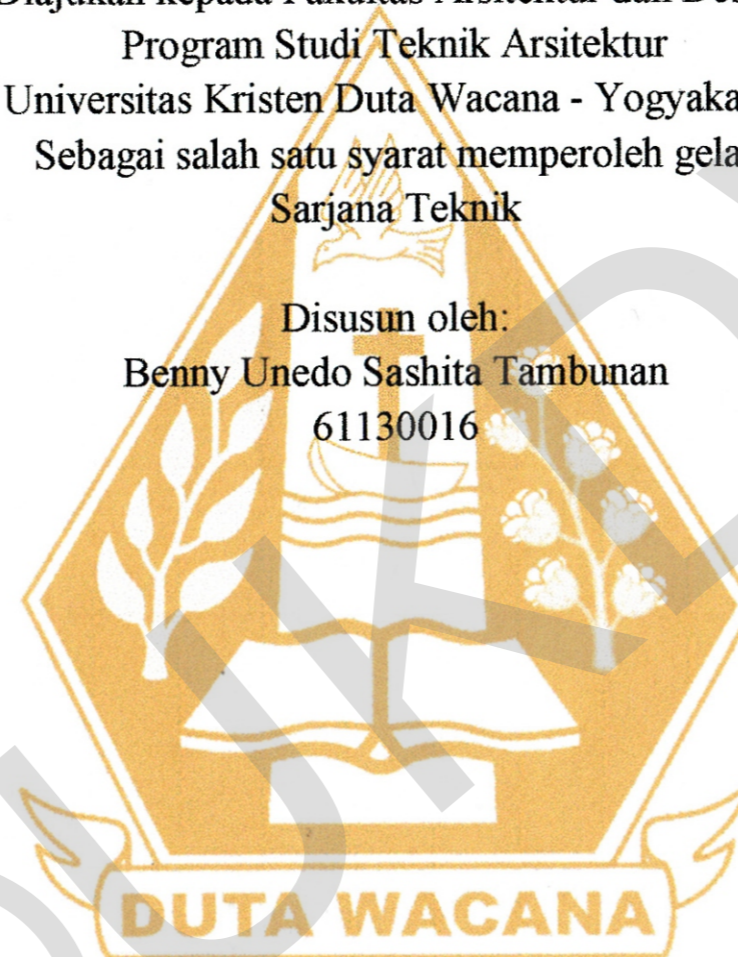 Program Studi Teknik Arsitektur
Universitas Kristen Duta Wacana - Yogyaka
Sebagai salah satu syarat memperoleh gela
Sarjana Teknik
Disusun oleh:
Benny Unedo Sashita Tambunan
61130016
DUTA WACANA